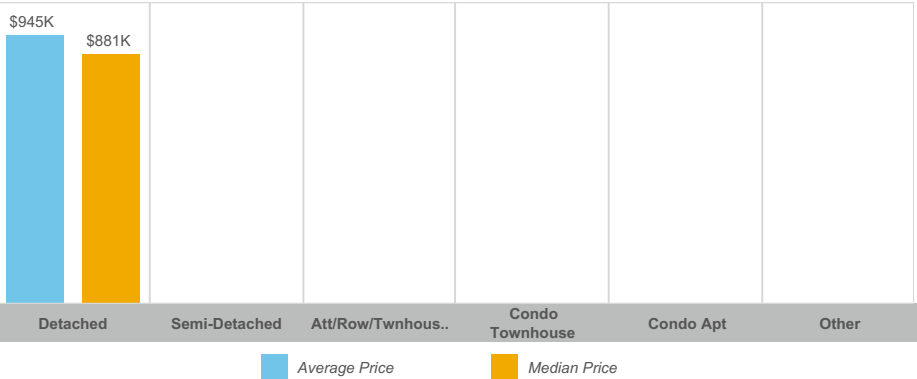 $945K
$881K
Detached
Semi-Detached
Att/Row/Twnhous..
Condo
Townhouse
Condo Apt
Other
Average Price
Median Price